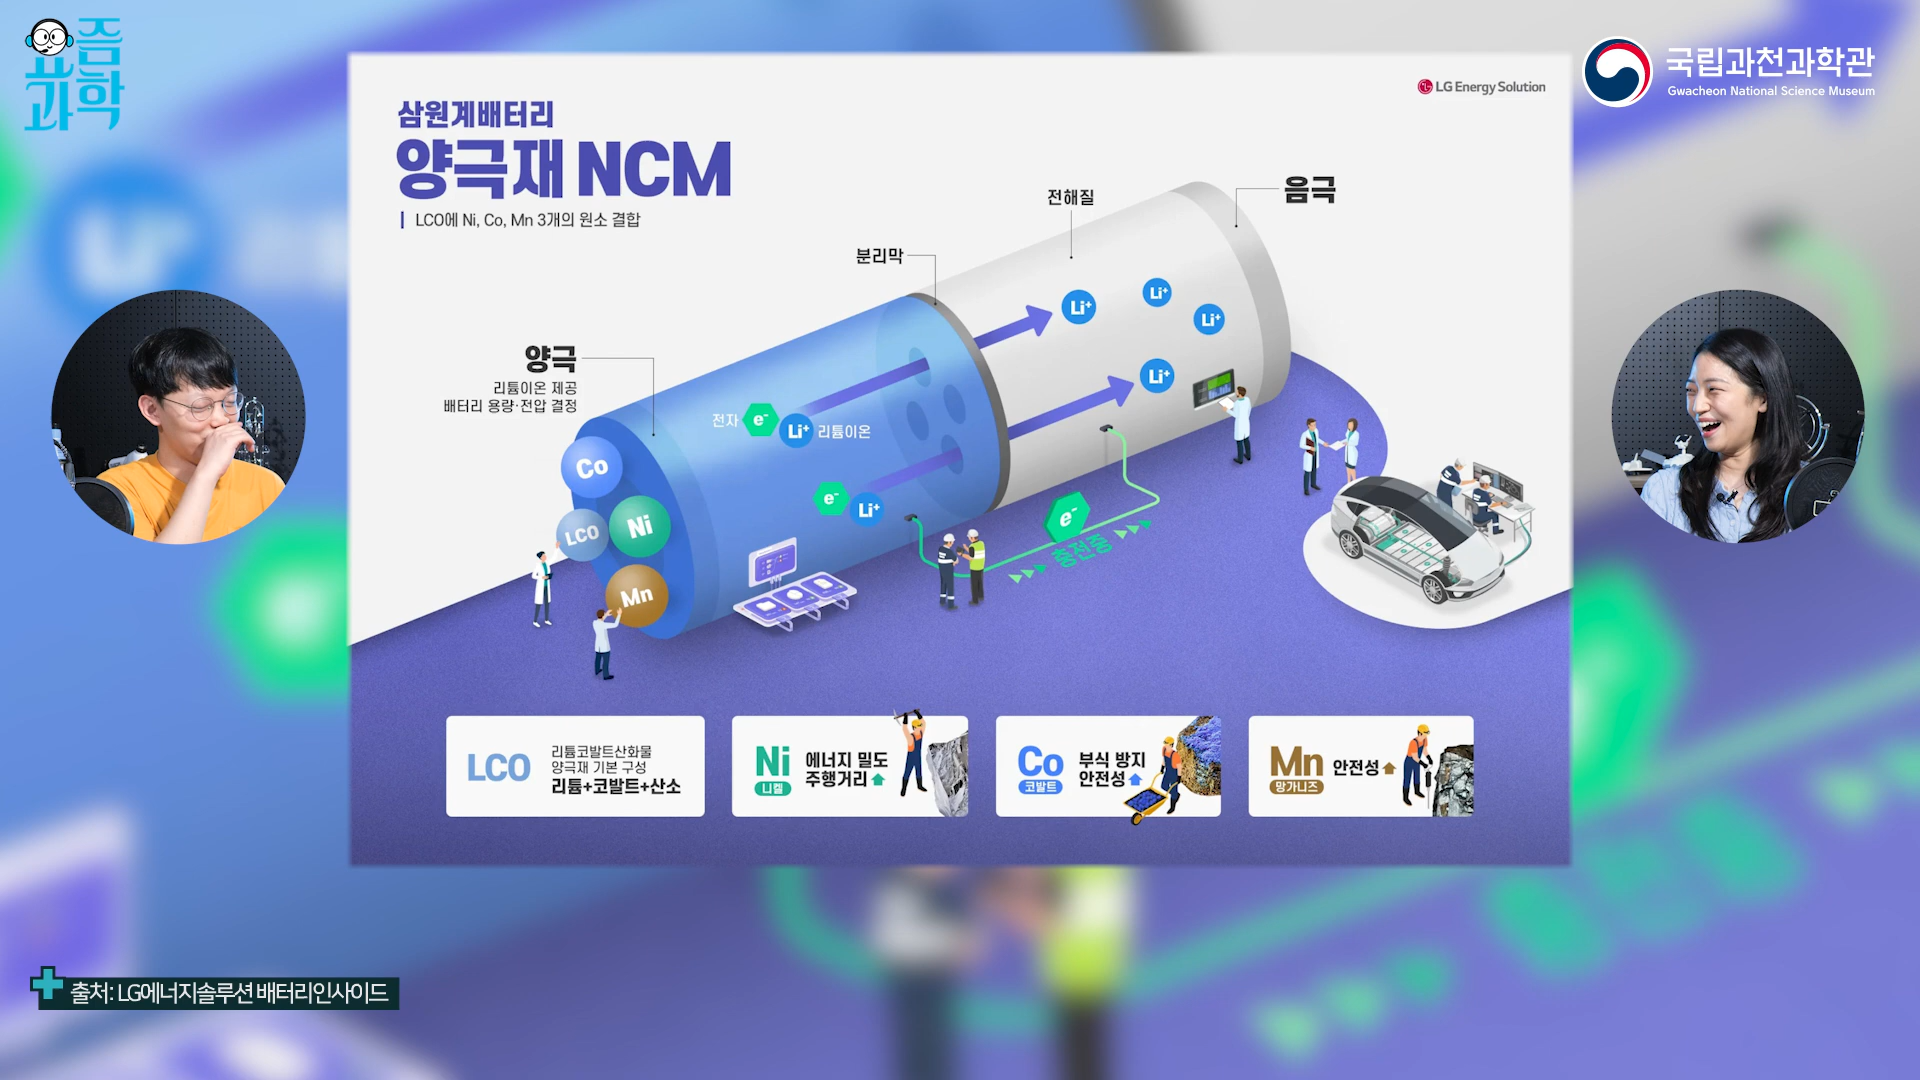 요즘과학
국립과천과학관
Gwacheon National Science Museum
LG Energy Solution
삼원계배터리
양극재 NCM
LCO에 Ni, Co, Mn 3개의 원소 결합
음극
전해질
분리막
양극
리튬이온 제공
배터리 용량·전압 결정
Li⁺
Li⁺
Li⁺
Li⁺
전자 e⁻ Li⁺ 리튬이온
e⁻ Li⁺
Co
LCO
Ni
Mn
e⁻
충전중
LCO
리튬코발트산화물
양극재 기본 구성
리튬+코발트+산소
Ni
니켈
에너지 밀도
주행거리
Co
코발트
부식 방지
안전성
Mn
망가니즈
안전성
출처: LG에너지솔루션 배터리인사이드